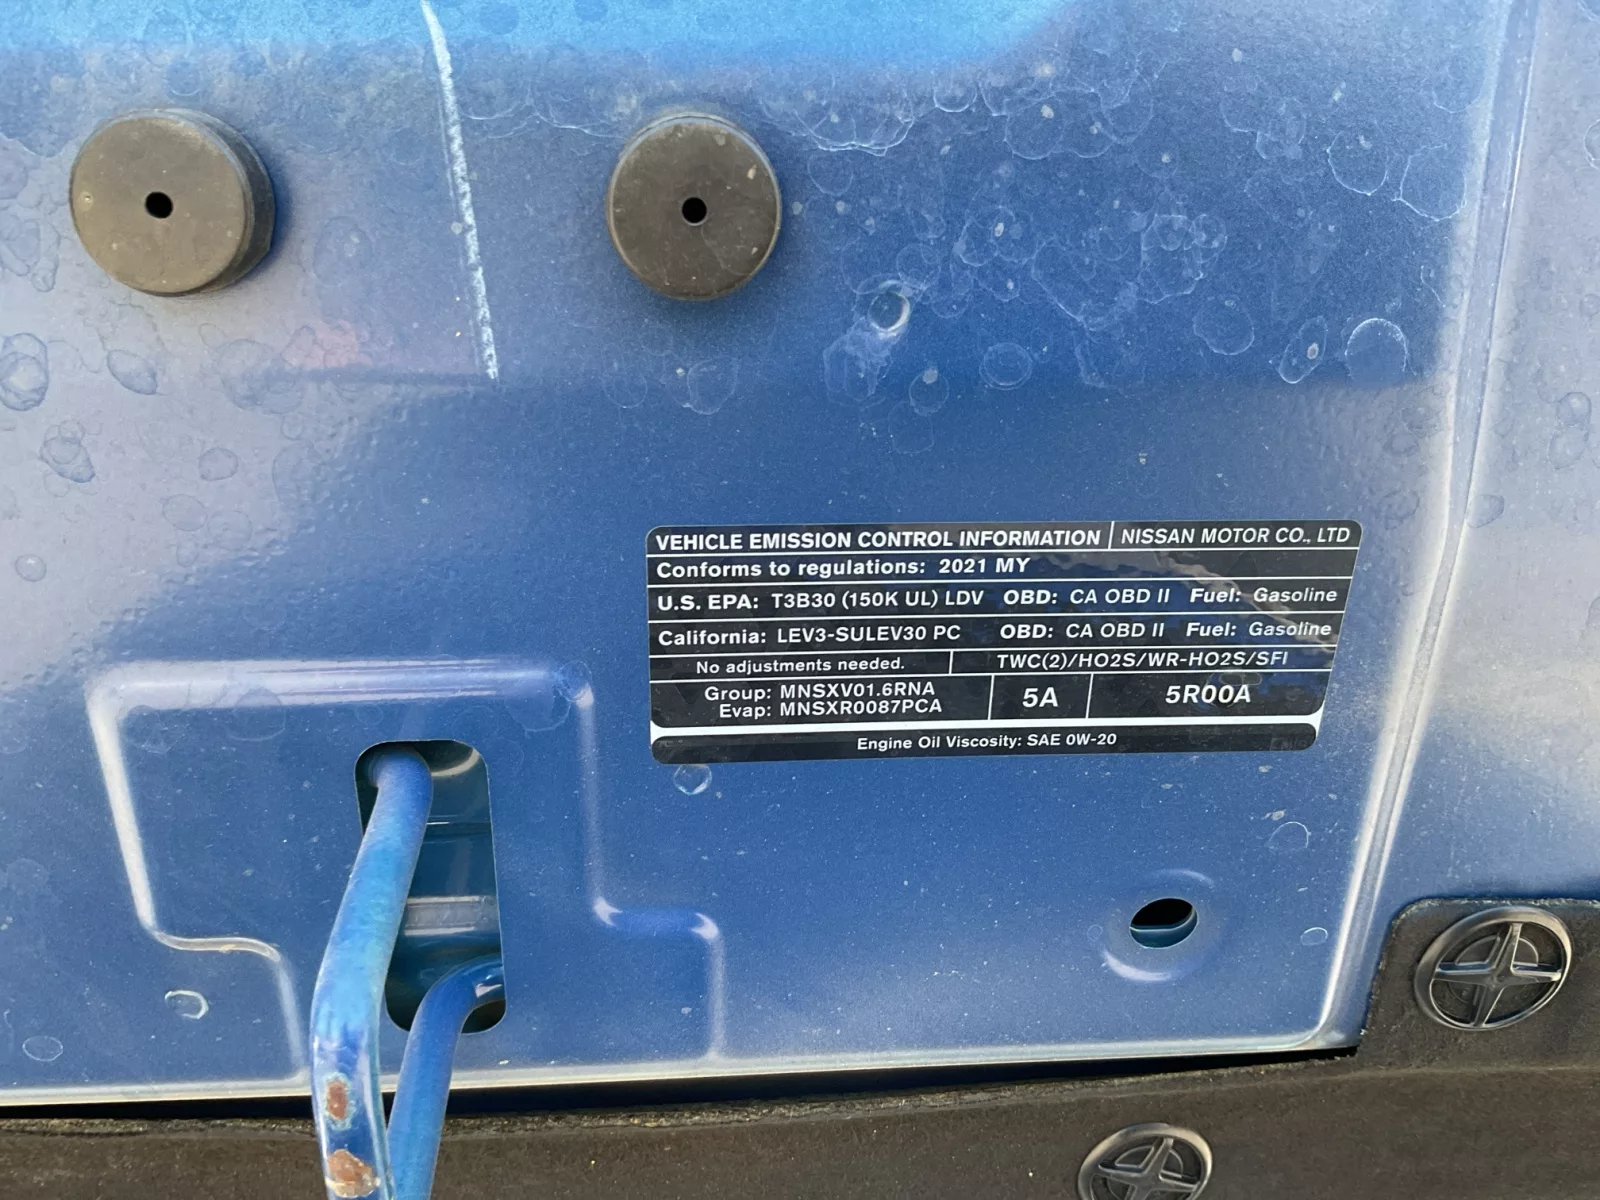 VEHICLE EMISSION CONTROL INFORMATION NISSAN MOTOR CO., LTD
Conforms to regulations: 2021 MY
U.S. EPA: T3B30 (150K UL) LDV OBD: CA OBD II Fuel: Gasoline
California: LEV3-SULEV30 PC OBD: CA OBD II Fuel: Gasoline
No adjustments needed. TWC(2)/HO2S/WR-HO2S/SFI
Group: MNSXV01.6RNA 5A 5R00A
Evap: MNSXR0087PCA
Engine Oil Viscosity: SAE 0W-20